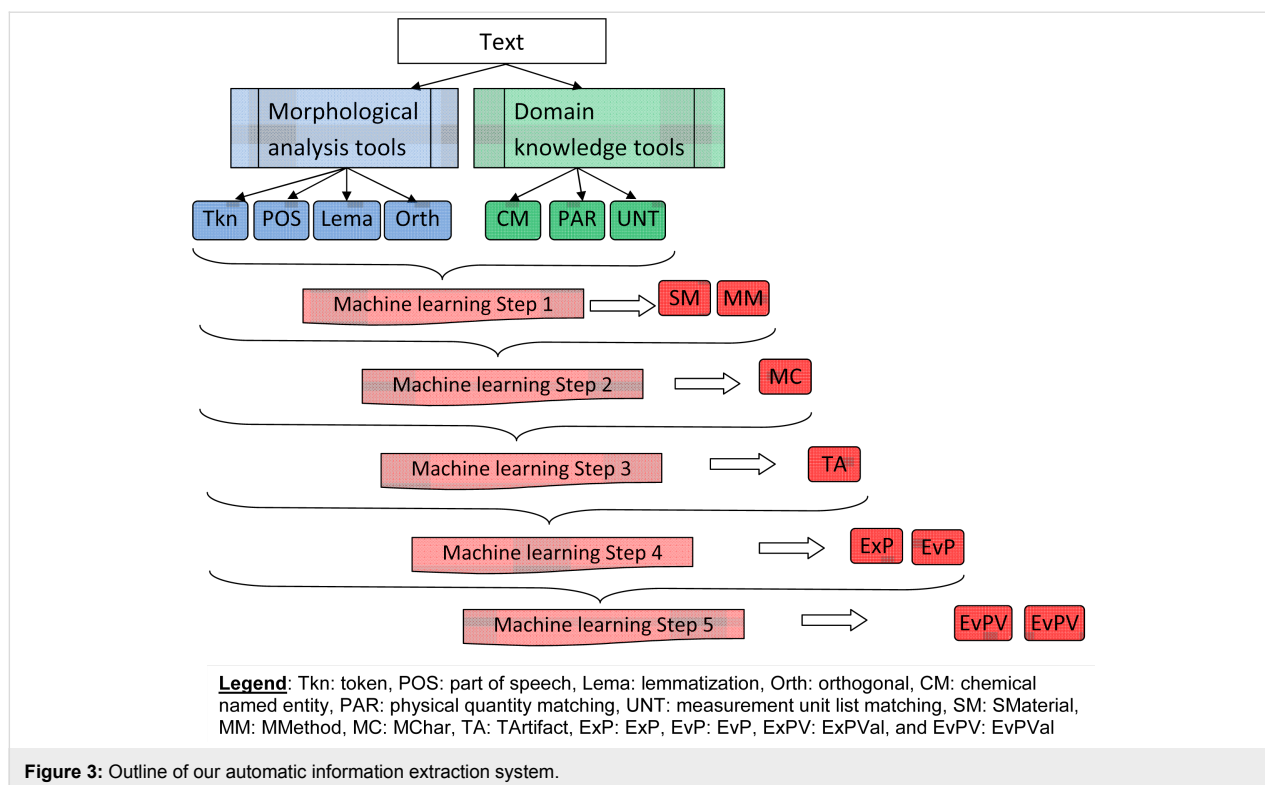 Text
Morphological
analysis tools
Domain
knowledge tools
Tkn POS Lema Orth CM PAR UNT
Machine learning Step 1 SM MM
Machine learning Step 2 MC
Machine learning Step 3 TA
Machine learning Step 4 ExP EvP
Machine learning Step 5 EvPV EvPV
Legend: Tkn: token, POS: part of speech, Lema: lemmatization, Orth: orthogonal, CM: chemical
named entity, PAR: physical quantity matching, UNT: measurement unit list matching, SM: SMaterial,
MM: MMethod, MC: MChar, TA: TArtifact, ExP: ExP, EvP: EvP, ExPV: ExPVal, and EvPV: EvPVal
Figure 3: Outline of our automatic information extraction system.